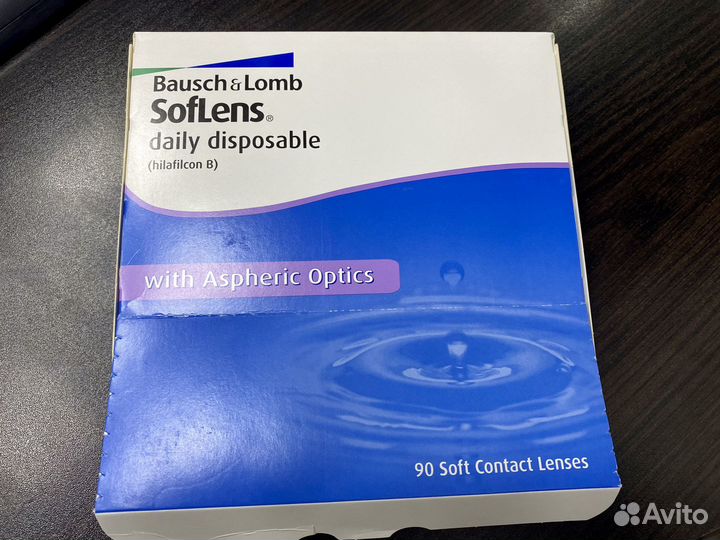 Bausch & Lomb
SofLens®
daily disposable
(hilafilcon B)
with Aspheric Optics
90 Soft Contact Lenses
Avito